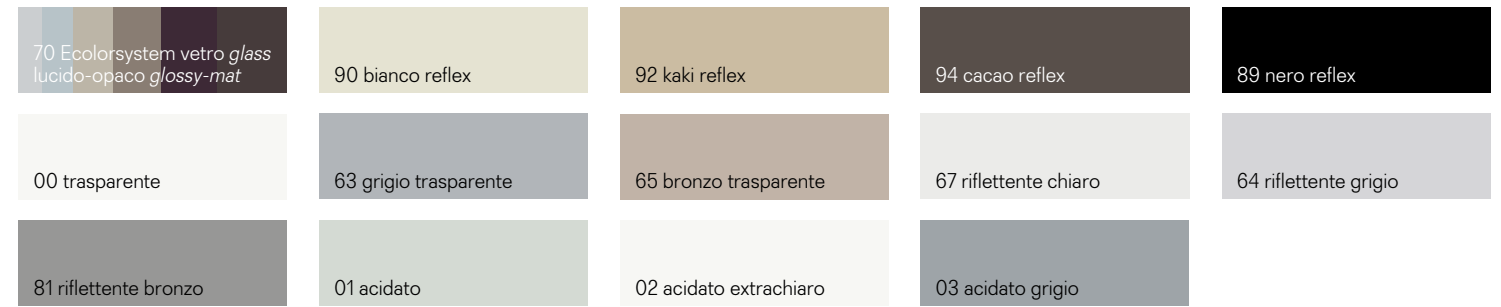 70 Ecolorsystem vetro glass
lucido-opaco glossy-mat
90 bianco reflex
92 kaki reflex
94 cacao reflex
89 nero reflex
00 trasparente
63 grigio trasparente
65 bronzo trasparente
67 riflettente chiaro
64 riflettente grigio
81 riflettente bronzo
01 acidato
02 acidato extrachiaro
03 acidato grigio